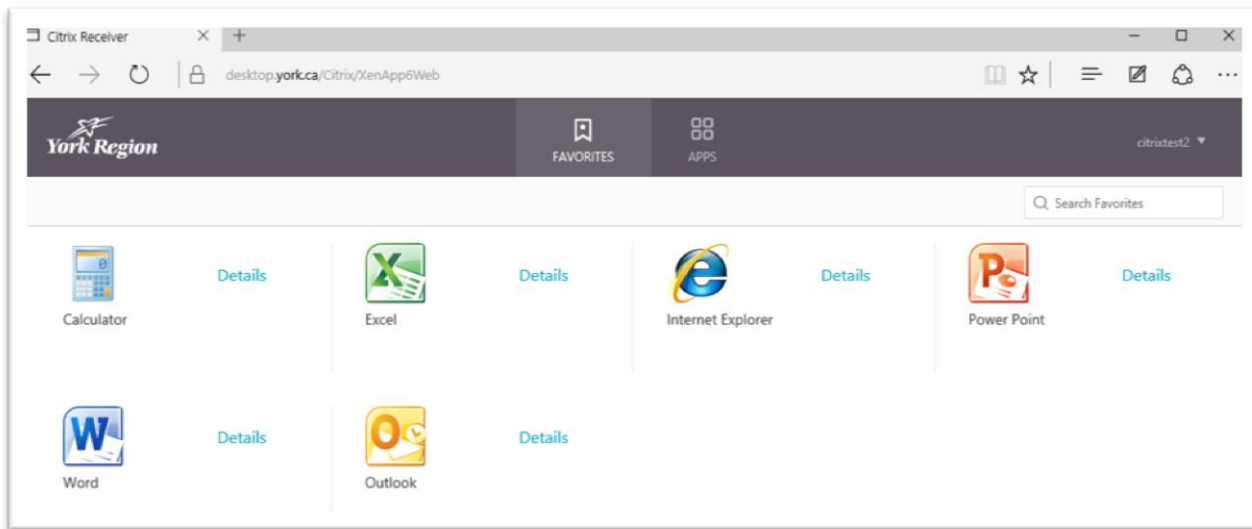 Citrix Receiver
desktop.york.ca/Citrix/XenApp6Web
York Region
FAVORITES
APPS
citrixtest2
Search Favorites
Details
Details
Details
Details
Calculator
Excel
Internet Explorer
Power Point
Details
Details
Word
Outlook